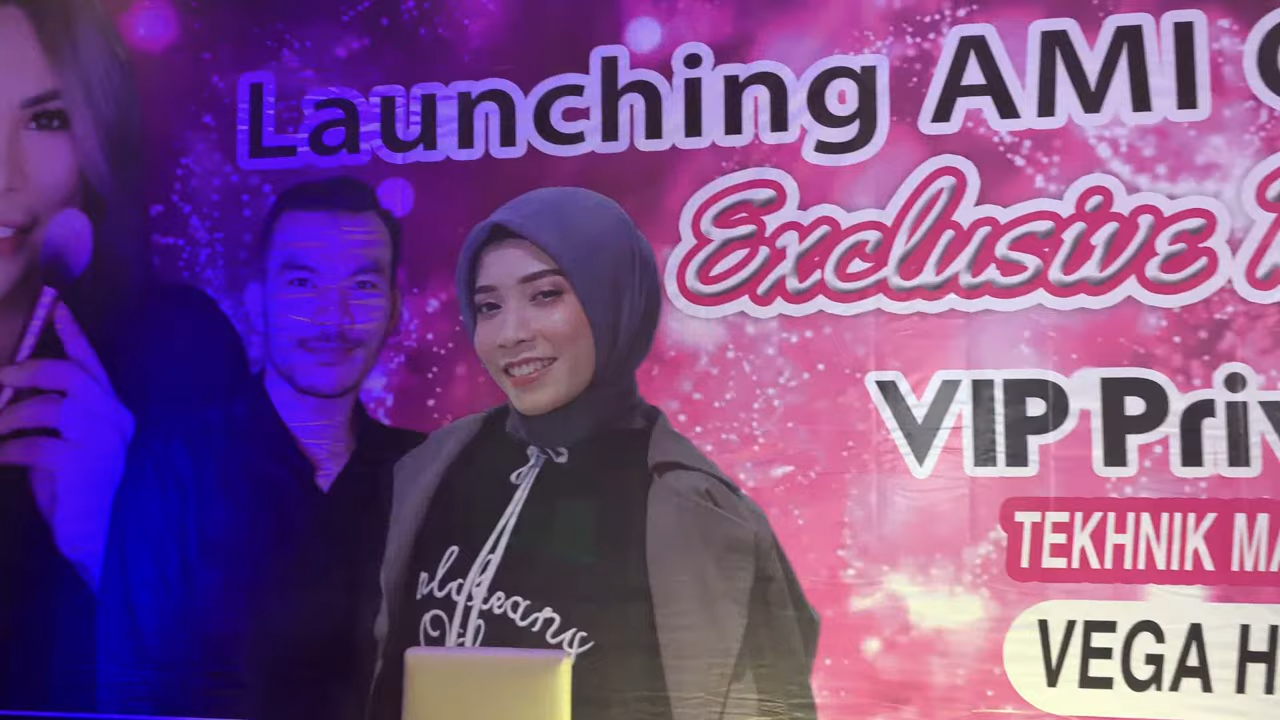 Launching AMI
Exclusive
VIP Priv
TEKHNIK MA
VEGA H